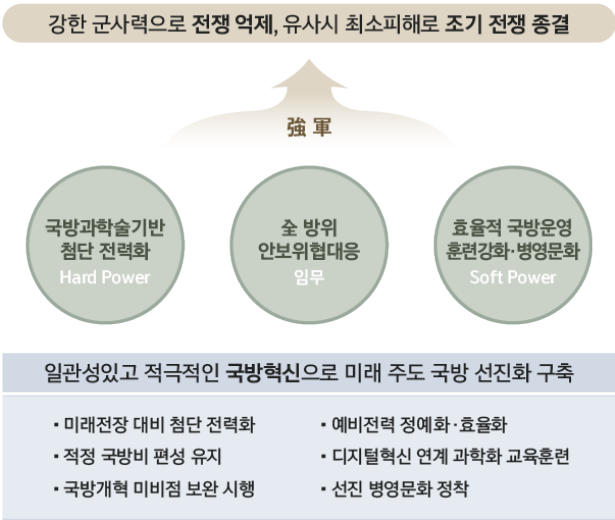 강한 군사력으로 전쟁 억제, 유사시 최소피해로 조기 전쟁 종결
強軍
국방과학술기반
첨단 전력화
Hard Power
全 방위
안보위협대응
임무
효율적 국방운영
훈련강화·병영문화
Soft Power
일관성있고 적극적인 국방혁신으로 미래 주도 국방 선진화 구축
· 미래전장 대비 첨단 전력화
· 적정 국방비 편성 유지
· 국방개혁 미비점 보완 시행
· 예비전력 정예화·효율화
· 디지털혁신 연계 과학화 교육훈련
· 선진 병영문화 정착